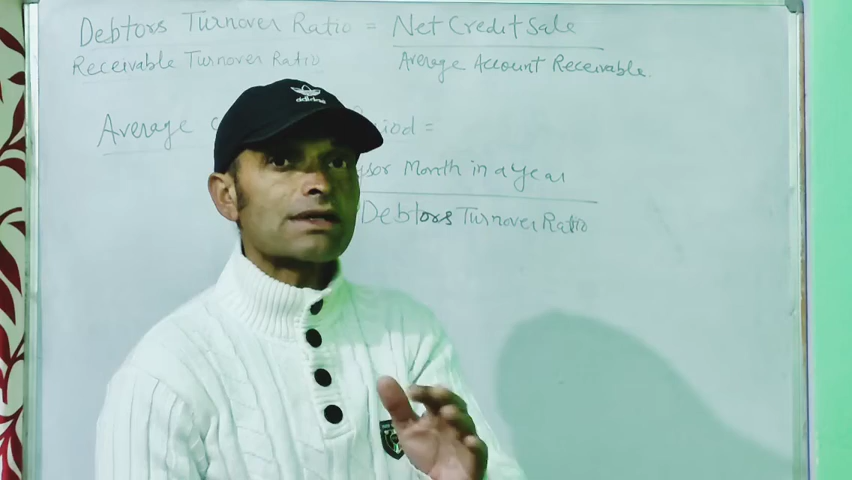 Debtors Turnover Ratio = Net Credit Sale
Receivable Turnover Ratio Average Account Receivable.
Average
Month in a year
Debtors Turnover Ratio
adidas